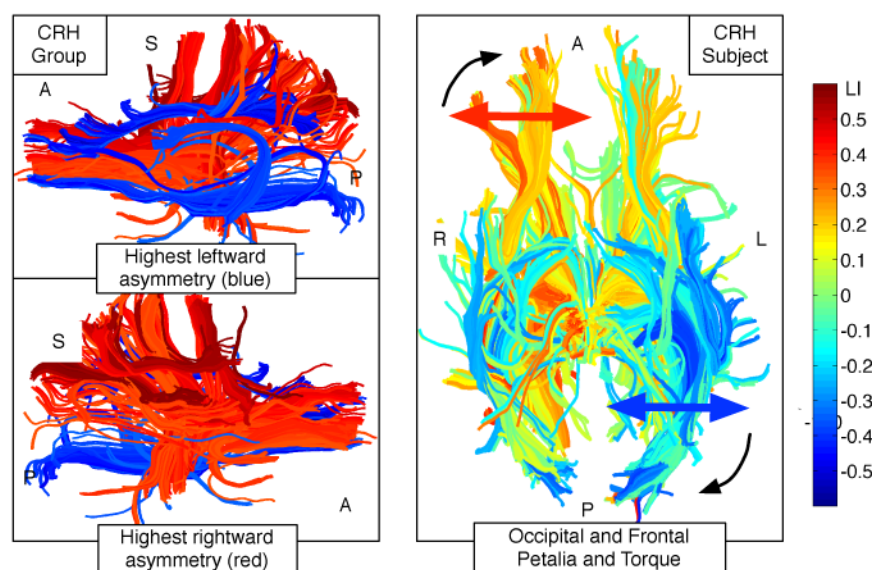 CRH
Group
S
A
P
Highest leftward
asymmetry (blue)
S
P
A
Highest rightward
asymmetry (red)
CRH
Subject
A
R
L
P
Occipital and Frontal
Petalia and Torque
LI
0.5
0.4
0.3
0.2
0.1
0
-0.1
-0.2
-0.3
-0.4
-0.5